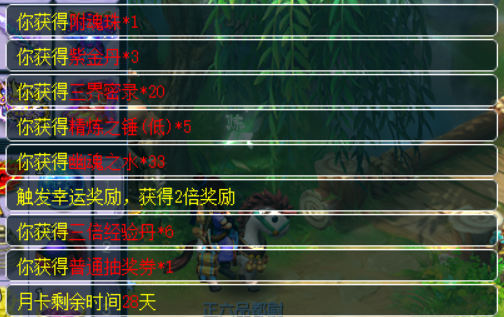 你获得附魂珠*1
你获得紫金丹*3
你获得三界密录*20
你获得精炼之锤(低)*5
你获得幽魂之水*88
触发幸运奖励，获得2倍奖励
你获得三倍经验丹*6
你获得普通抽奖券*1
月卡剩余时间28天